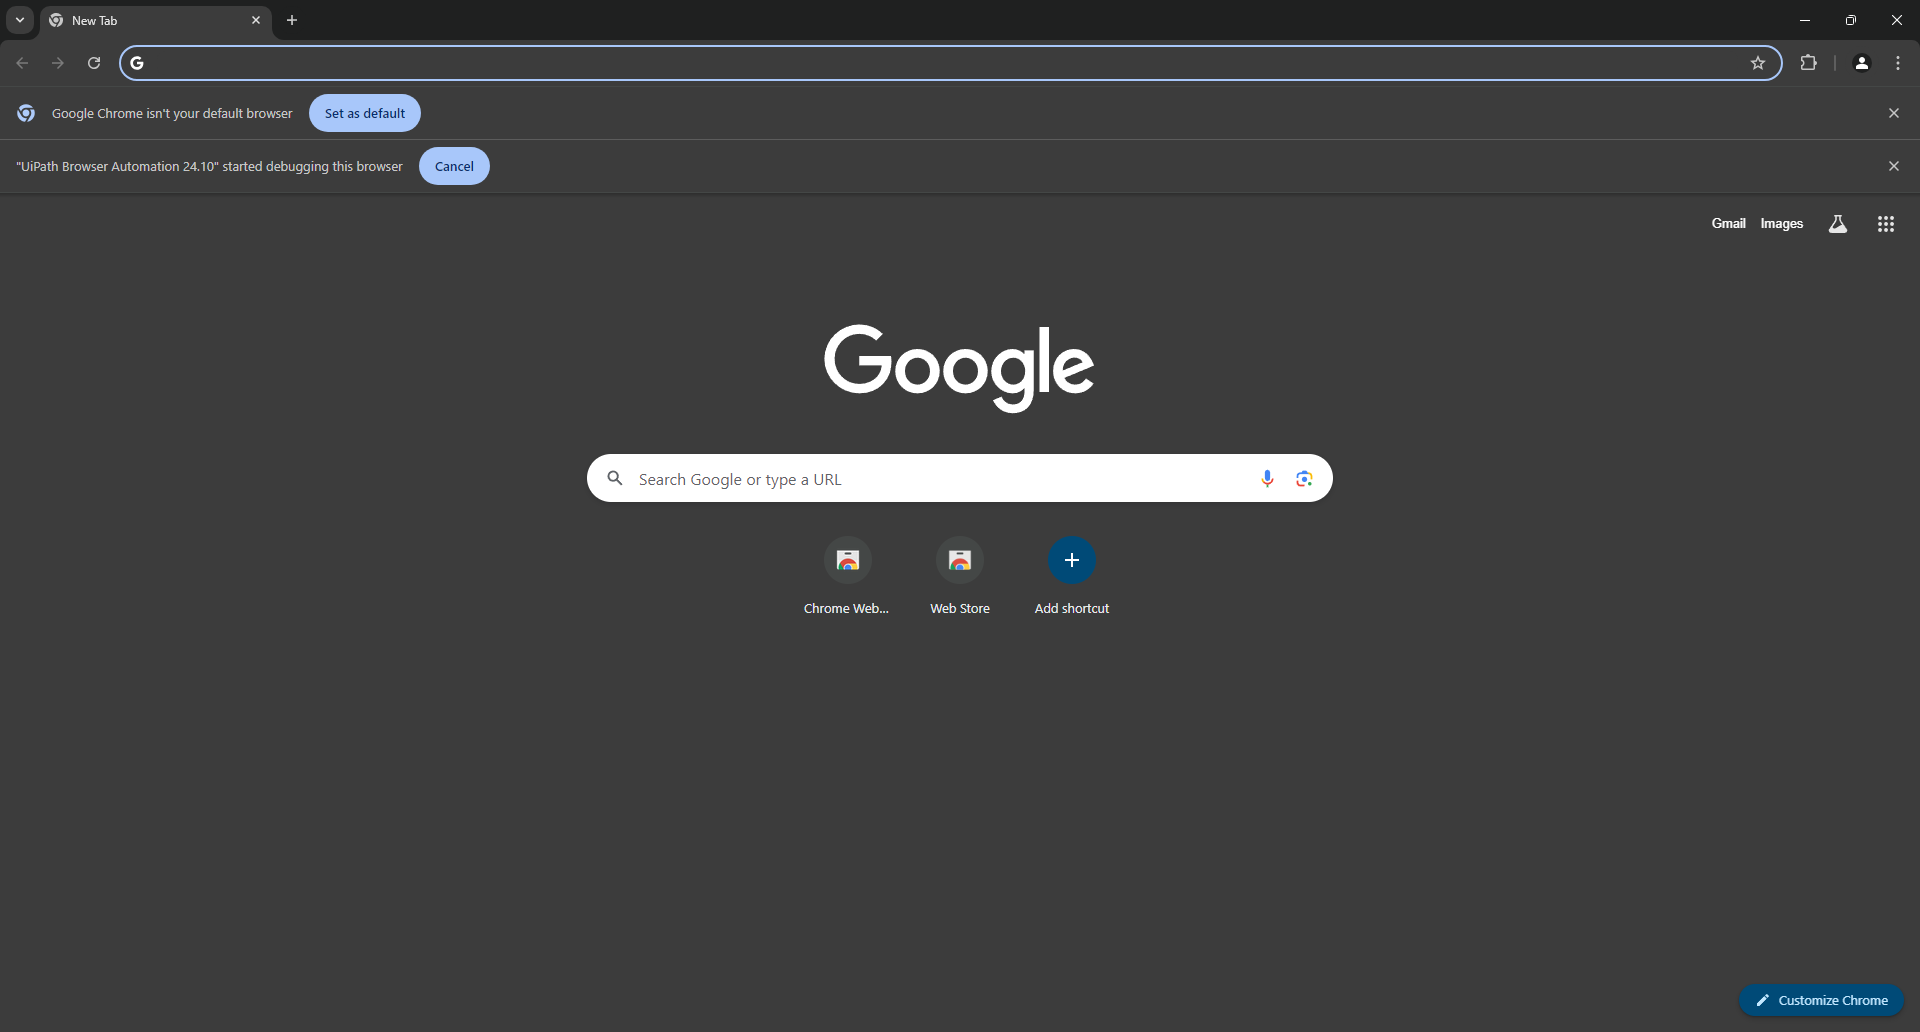 New Tab
Google Chrome isn't your default browser
Set as default
"UiPath Browser Automation 24.10" started debugging this browser
Cancel
Gmail
Images
Google
Search Google or type a URL
Chrome Web...
Web Store
Add shortcut
Customize Chrome